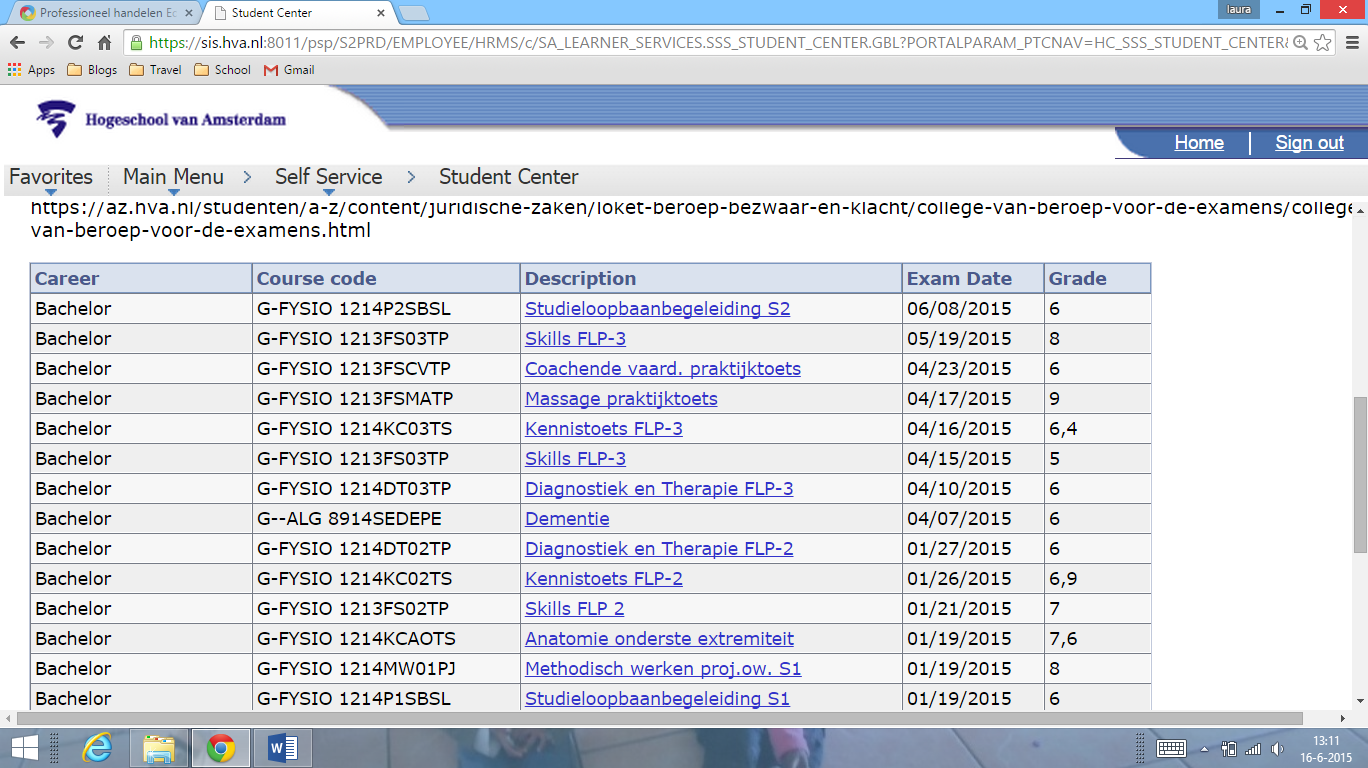 Professioneel handelen Ec
Student Center
laura
https://sis.hva.nl:8011/psp/S2PRD/EMPLOYEE/HRMS/c/SA_LEARNER_SERVICES.SSS_STUDENT_CENTER.GBL?PORTALPARAM_PTCNAV=HC_SSS_STUDENT_CENTER&
Apps Blogs Travel School Gmail
Hogeschool van Amsterdam
Home Sign out
Favorites Main Menu > Self Service > Student Center
https://az.hva.nl/studenten/a-z/content/juridische-zaken/loket-beroep-bezwaar-en-klacht/college-van-beroep-voor-de-examens/college
van-beroep-voor-de-examens.html
Career Course code Description Exam Date Grade
Bachelor G-FYSIO 1214P2SBSL Studieloopbaanbegeleiding S2 06/08/2015 6
Bachelor G-FYSIO 1213FS03TP Skills FLP-3 05/19/2015 8
Bachelor G-FYSIO 1213FSCVTP Coachende vaard. praktijktoets 04/23/2015 6
Bachelor G-FYSIO 1213FSMATP Massage praktijktoets 04/17/2015 9
Bachelor G-FYSIO 1214KC03TS Kennistoets FLP-3 04/16/2015 6,4
Bachelor G-FYSIO 1213FS03TP Skills FLP-3 04/15/2015 5
Bachelor G-FYSIO 1214DT03TP Diagnostiek en Therapie FLP-3 04/10/2015 6
Bachelor G--ALG 8914SEDEPE Dementie 04/07/2015 6
Bachelor G-FYSIO 1214DT02TP Diagnostiek en Therapie FLP-2 01/27/2015 6
Bachelor G-FYSIO 1214KC02TS Kennistoets FLP-2 01/26/2015 6,9
Bachelor G-FYSIO 1213FS02TP Skills FLP 2 01/21/2015 7
Bachelor G-FYSIO 1214KCAOTS Anatomie onderste extremiteit 01/19/2015 7,6
Bachelor G-FYSIO 1214MW01PJ Methodisch werken proj.ow. S1 01/19/2015 8
Bachelor G-FYSIO 1214P1SBSL Studieloopbaanbegeleiding S1 01/19/2015 6
13:11
16-6-2015